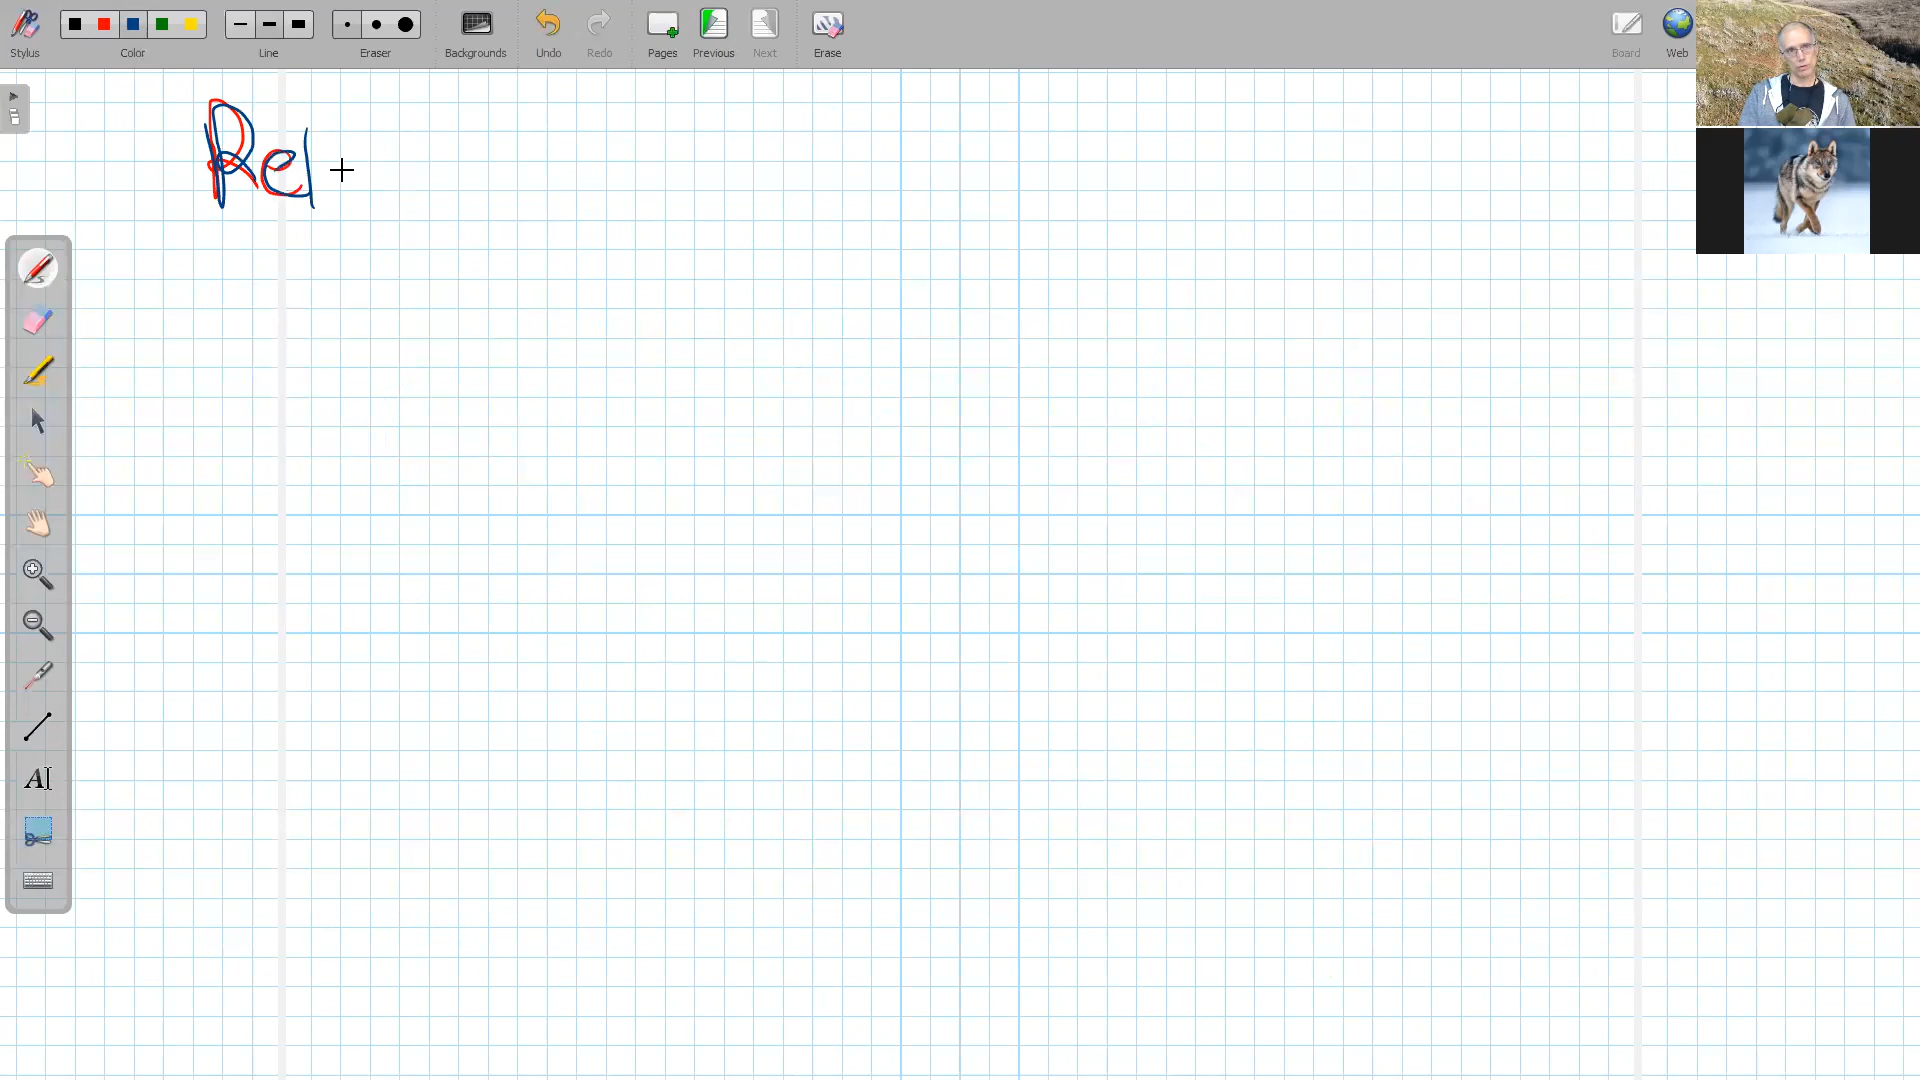 Stylus Color Line Eraser Backgrounds Undo Redo Pages Previous Next Erase Board Web
Rel
A